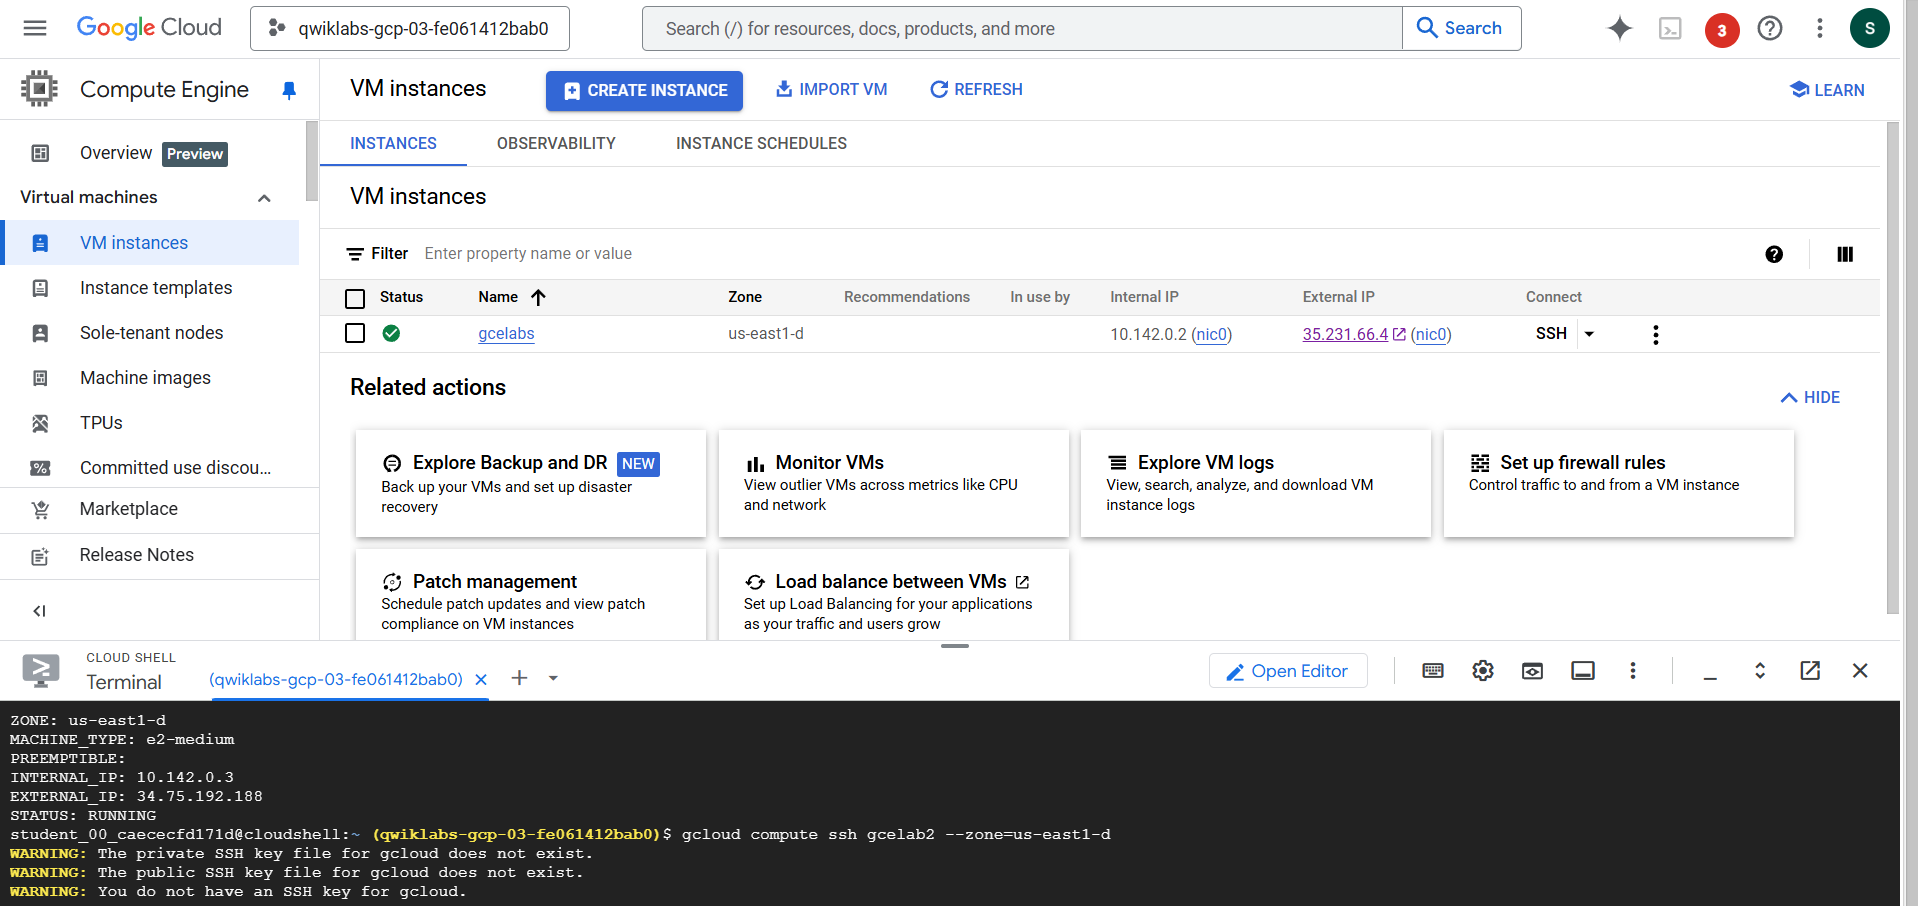 Google Cloud
qwiklabs-gcp-03-fe061412bab0
Search (/) for resources, docs, products, and more
Search
3
S
Compute Engine
VM instances
CREATE INSTANCE
IMPORT VM
REFRESH
LEARN
Overview Preview
Virtual machines
VM instances
Instance templates
Sole-tenant nodes
Machine images
TPUs
Committed use discou...
Marketplace
Release Notes
INSTANCES
OBSERVABILITY
INSTANCE SCHEDULES
VM instances
Filter Enter property name or value
Status Name Zone Recommendations In use by Internal IP External IP Connect
gcelabs us-east1-d 10.142.0.2 (nic0) 35.231.66.4 (nic0) SSH
Related actions
HIDE
Explore Backup and DR NEW
Back up your VMs and set up disaster
recovery
Monitor VMs
View outlier VMs across metrics like CPU
and network
Explore VM logs
View, search, analyze, and download VM
instance logs
Set up firewall rules
Control traffic to and from a VM instance
Patch management
Schedule patch updates and view patch
compliance on VM instances
Load balance between VMs
Set up Load Balancing for your applications
as your traffic and users grow
CLOUD SHELL
Terminal
(qwiklabs-gcp-03-fe061412bab0)
Open Editor
ZONE: us-east1-d
MACHINE_TYPE: e2-medium
PREEMPTIBLE:
INTERNAL_IP: 10.142.0.3
EXTERNAL_IP: 34.75.192.188
STATUS: RUNNING
student_00_caececfd171d@cloudshell:~ (qwiklabs-gcp-03-fe061412bab0)$ gcloud compute ssh gcelab2 --zone=us-east1-d
WARNING: The private SSH key file for gcloud does not exist.
WARNING: The public SSH key file for gcloud does not exist.
WARNING: You do not have an SSH key for gcloud.